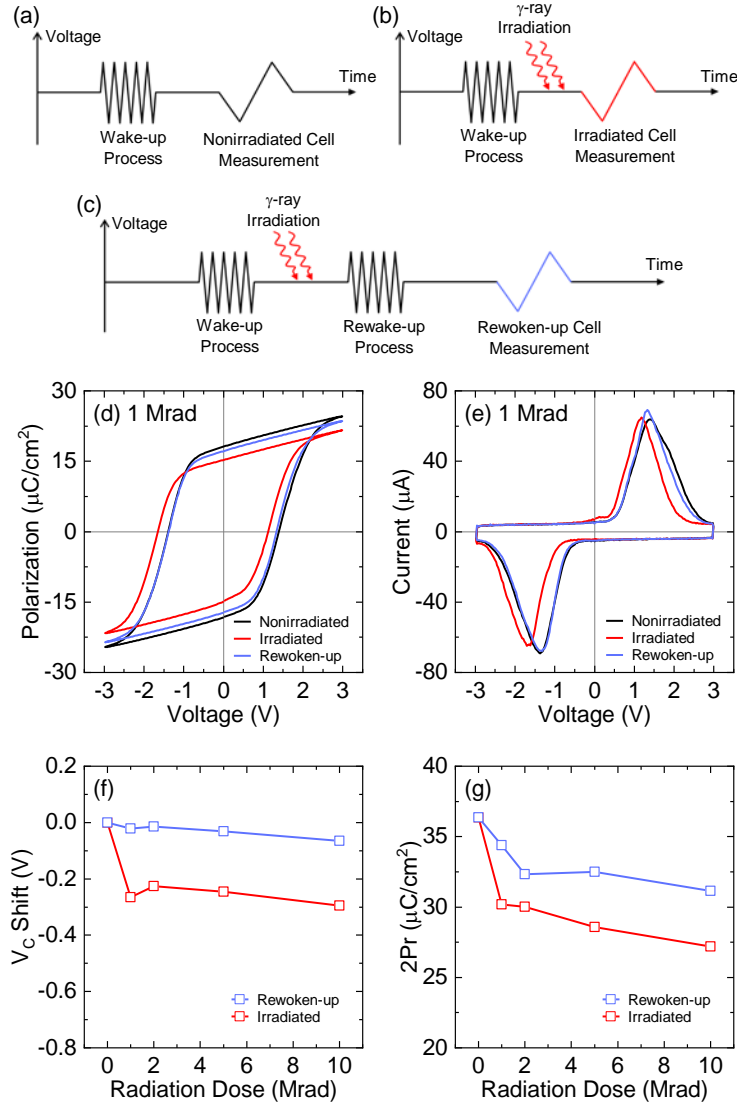 (a)
Voltage
Time
Wake-up
Process
Nonirradiated Cell
Measurement
(b)
γ-ray
Irradiation
Voltage
Time
Wake-up
Process
Irradiated Cell
Measurement
(c)
γ-ray
Irradiation
Voltage
Time
Wake-up
Process
Rewake-up
Process
Rewoken-up Cell
Measurement
(d) 1 Mrad
30
15
0
-15
-30
Polarization (μC/cm²)
Nonirradiated
Irradiated
Rewoken-up
-3 -2 -1 0 1 2 3
Voltage (V)
(e) 1 Mrad
80
40
0
-40
-80
Current (μA)
Nonirradiated
Irradiated
Rewoken-up
-3 -2 -1 0 1 2 3
Voltage (V)
(f)
0.2
0.0
-0.2
-0.4
-0.6
-0.8
V_C Shift (V)
Rewoken-up
Irradiated
0 2 4 6 8 10
Radiation Dose (Mrad)
(g)
40
35
30
25
20
2Pr (μC/cm²)
Rewoken-up
Irradiated
0 2 4 6 8 10
Radiation Dose (Mrad)